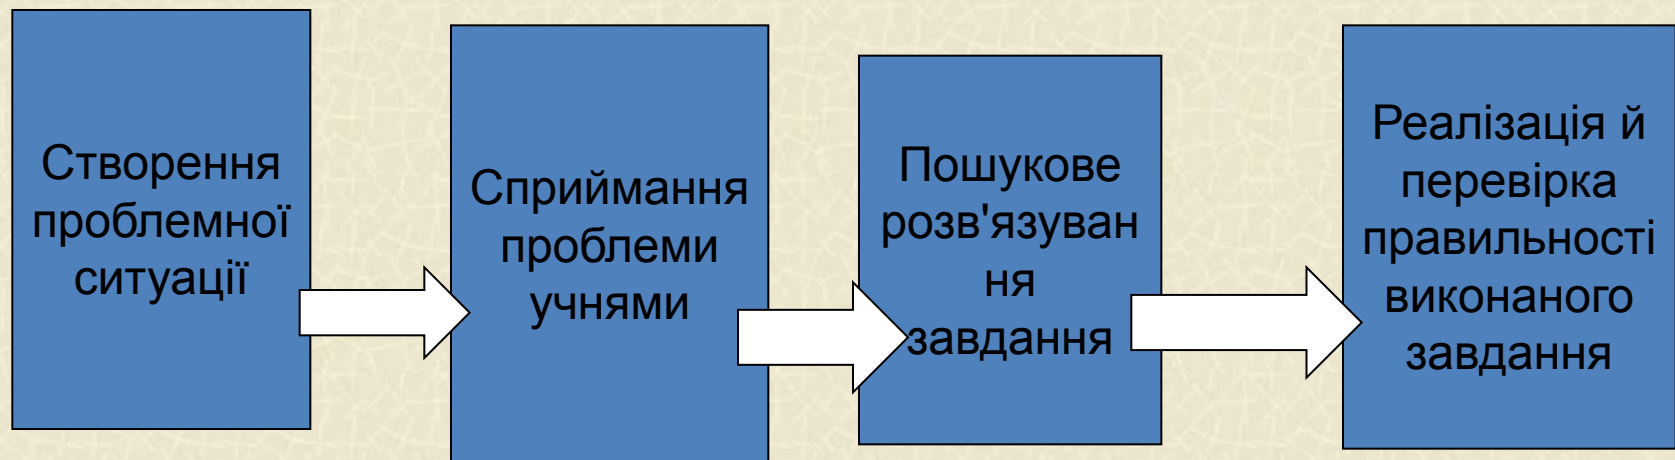 Створення
проблемної
ситуації
Сприймання
проблеми
учнями
Пошукове
розв'язуван
ня
завдання
Реалізація й
перевірка
правильності
виконаного
завдання